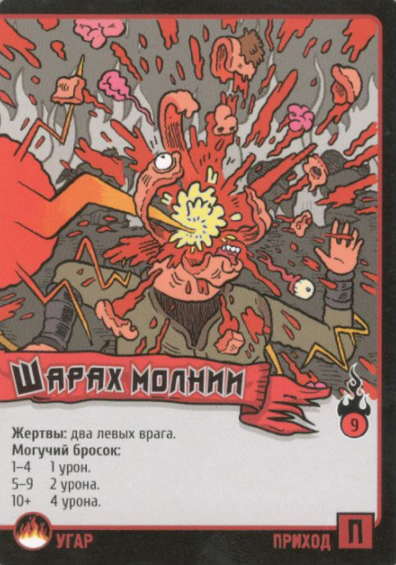 Шарах молнии
9
Жертвы: два левых врага.
Могучий бросок:
1–4 1 урон.
5–9 2 урона.
10+ 4 урона.
УГАР
ПРИХОД П